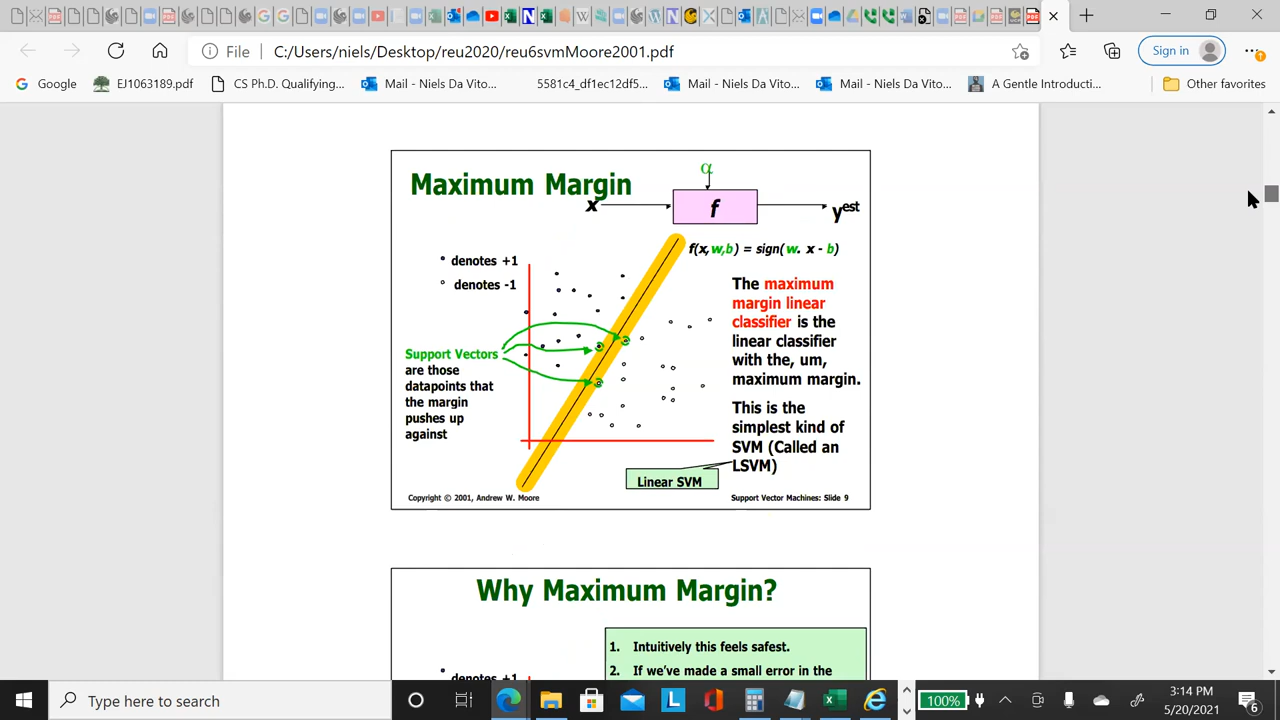 File
C:/Users/niels/Desktop/reu2020/reu6svmMoore2001.pdf
Sign in
Google
EJ1063189.pdf
CS Ph.D. Qualifying...
Mail - Niels Da Vito...
5581c4_df1ec12df5...
Mail - Niels Da Vito...
Mail - Niels Da Vito...
A Gentle Introducti...
Other favorites
Maximum Margin
α
x
f
yest
f(x,w,b) = sign(w. x - b)
denotes +1
denotes -1
Support Vectors
are those
datapoints that
the margin
pushes up
against
The maximum
margin linear
classifier is the
linear classifier
with the, um,
maximum margin.
This is the
simplest kind of
SVM (Called an
LSVM)
Linear SVM
Copyright © 2001, Andrew W. Moore
Support Vector Machines: Slide 9
Why Maximum Margin?
1. Intuitively this feels safest.
2. If we've made a small error in the
denotes +1
Type here to search
100%
3:14 PM
5/20/2021
6